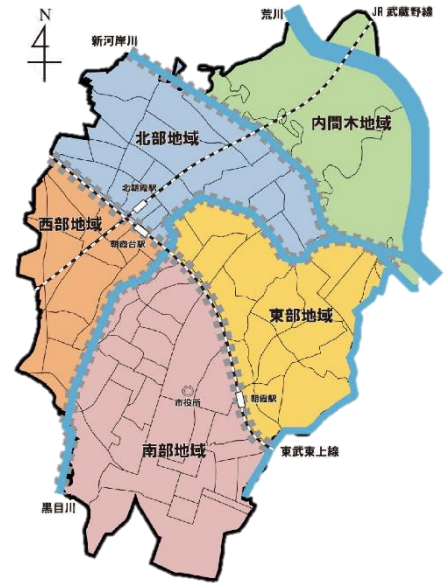 荒川
JR 武蔵野線
新河岸川
内間木地域
北部地域
北朝霞駅
西部地域
朝霞台駅
東部地域
市役所
朝霞駅
南部地域
東武東上線
黒目川